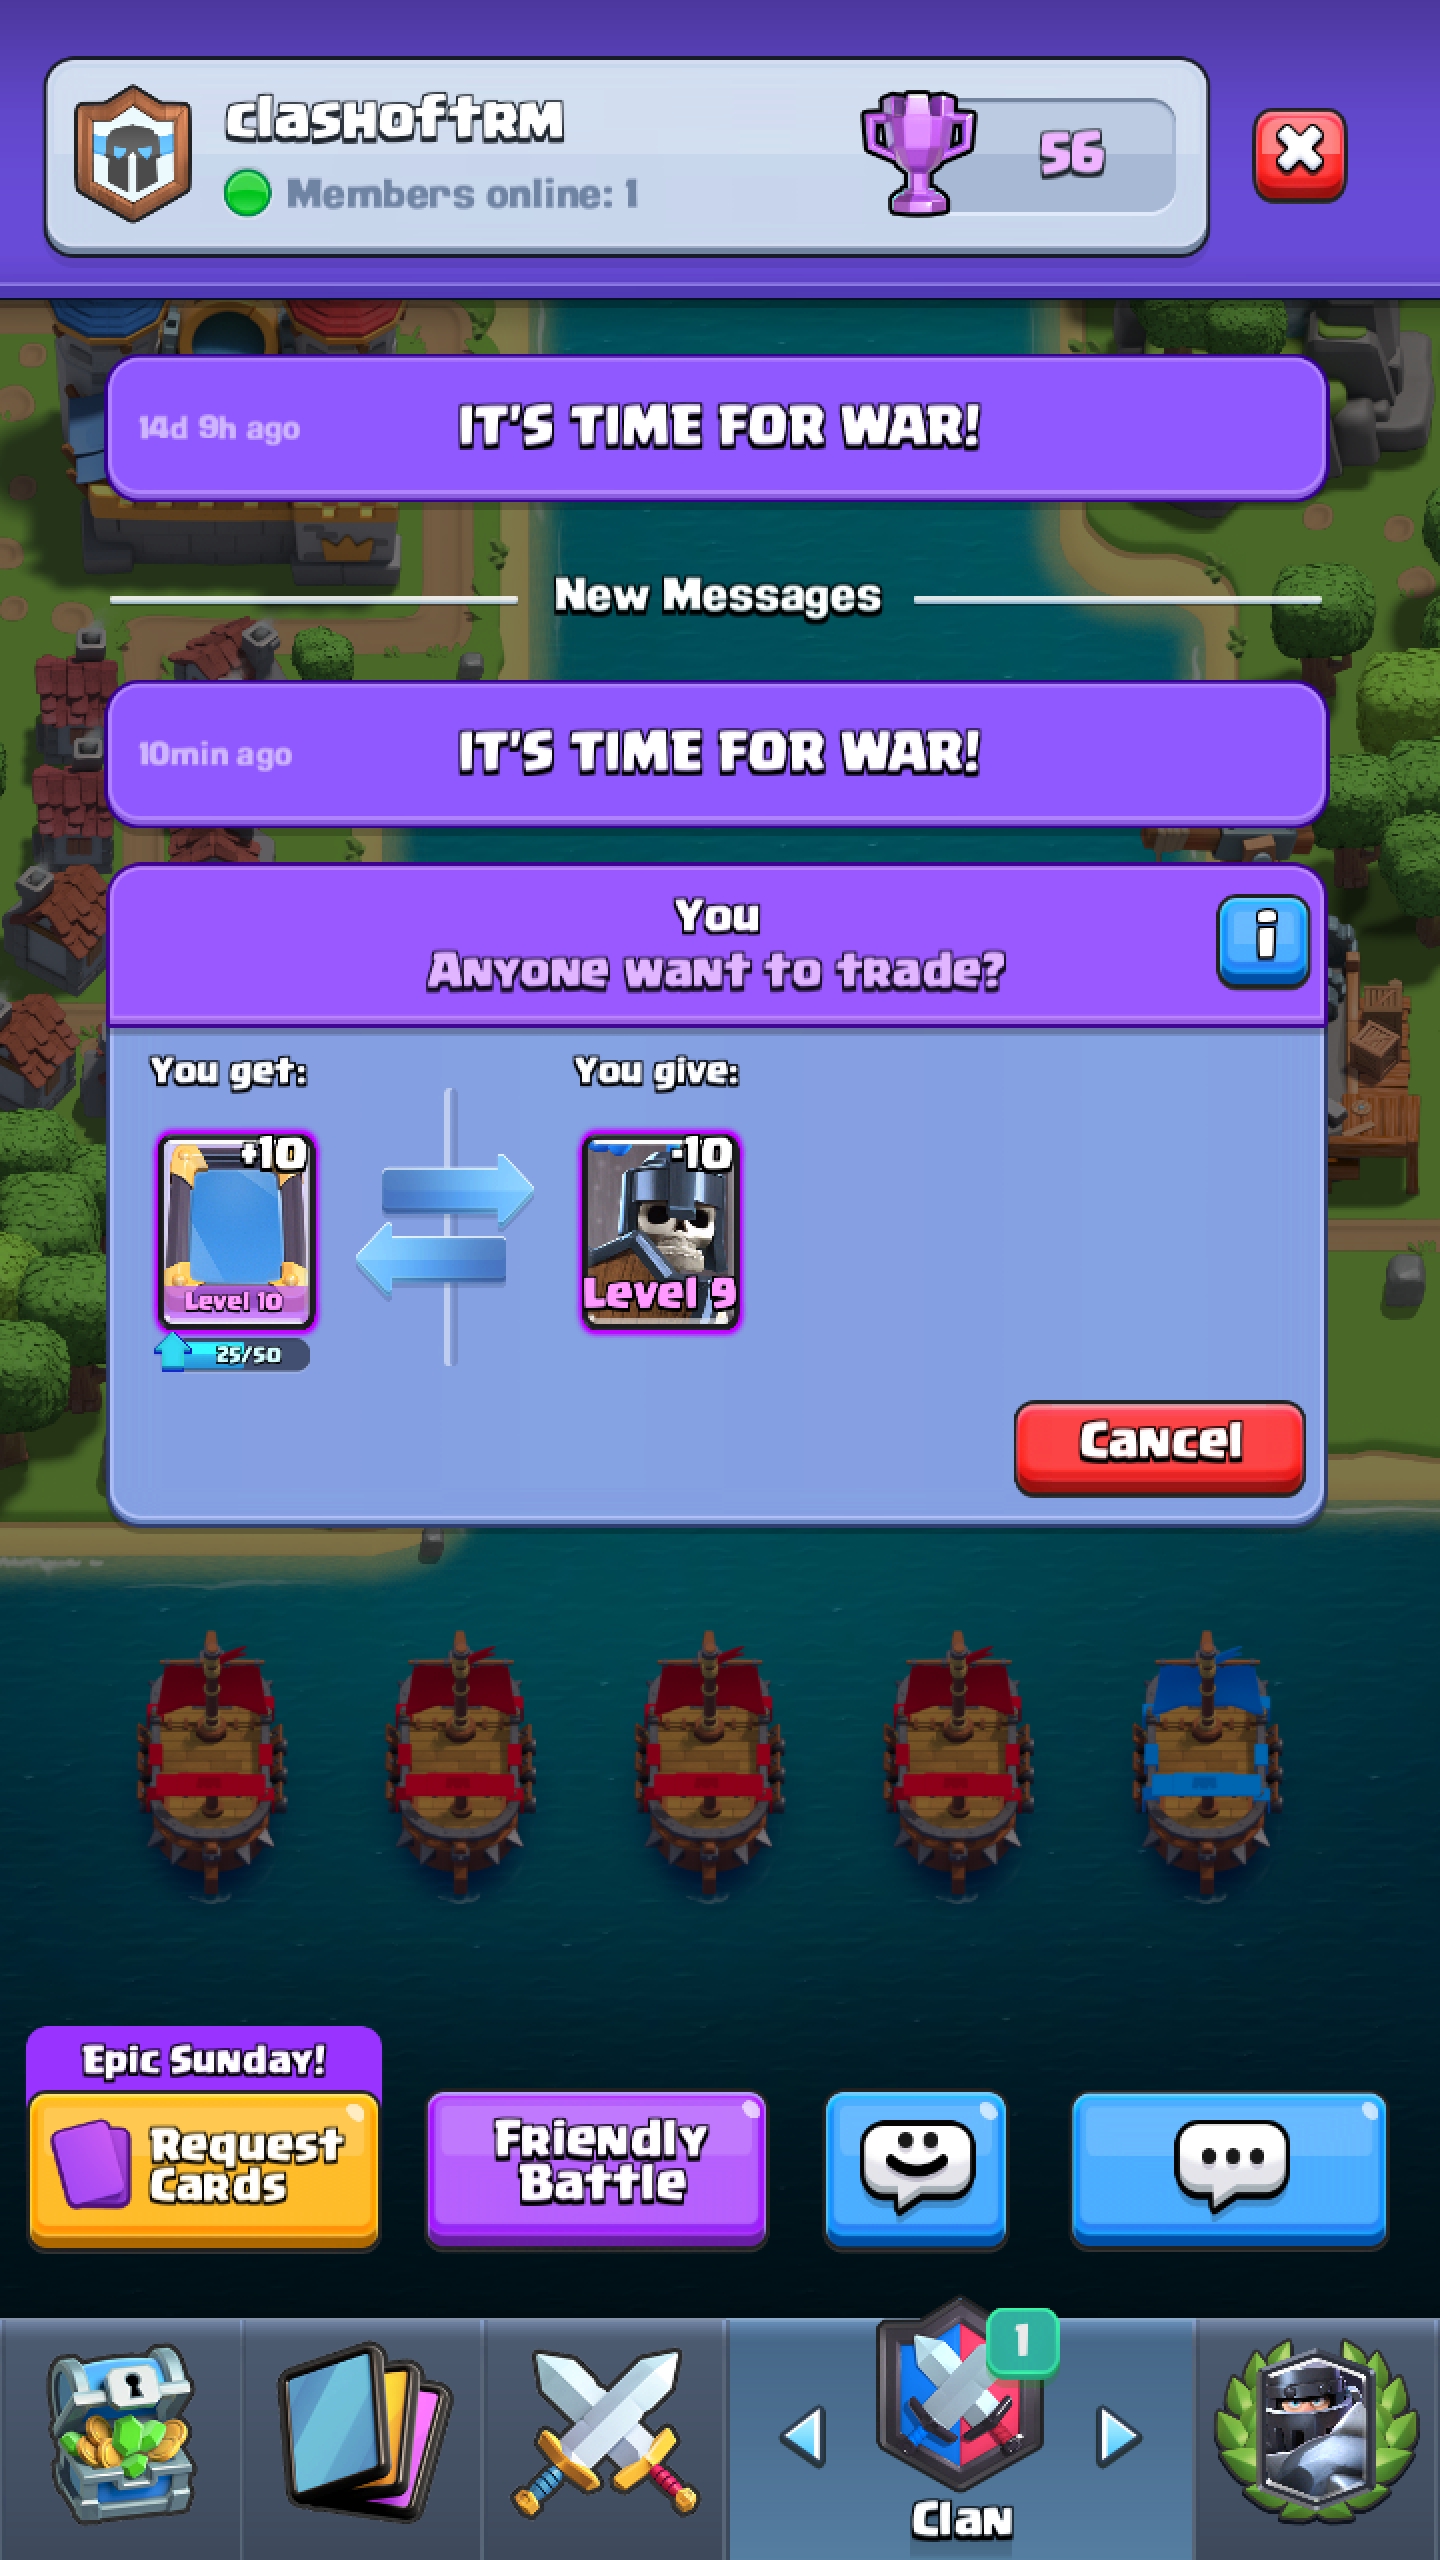 clashoftrm
Members online: 1
56
14d 9h ago
IT'S TIME FOR WAR!
New Messages
10min ago
IT'S TIME FOR WAR!
You
Anyone want to trade?
You get:
You give:
+10
-10
Level 10
Level 9
25/50
Cancel
Epic Sunday!
Request
Cards
Friendly
Battle
1
Clan